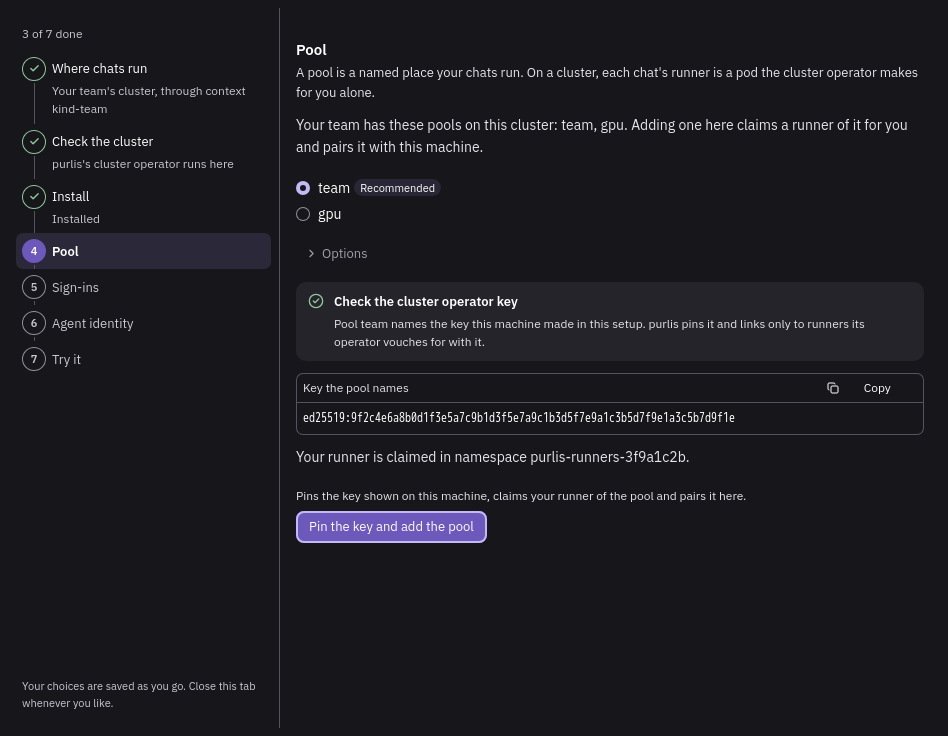 3 of 7 done
Where chats run
Your team's cluster, through context
kind-team
Check the cluster
purlis's cluster operator runs here
Install
Installed
4 Pool
5 Sign-ins
6 Agent identity
7 Try it
Your choices are saved as you go. Close this tab
whenever you like.
Pool
A pool is a named place your chats run. On a cluster, each chat's runner is a pod the cluster operator makes
for you alone.
Your team has these pools on this cluster: team, gpu. Adding one here claims a runner of it for you
and pairs it with this machine.
team Recommended
gpu
Options
Check the cluster operator key
Pool team names the key this machine made in this setup. purlis pins it and links only to runners its
operator vouches for with it.
Key the pool names Copy
ed25519:9f2c4e6a8b0d1f3e5a7c9b1d3f5e7a9c1b3d5f7e9a1c3b5d7f9e1a3c5b7d9f1e
Your runner is claimed in namespace purlis-runners-3f9a1c2b.
Pins the key shown on this machine, claims your runner of the pool and pairs it here.
Pin the key and add the pool